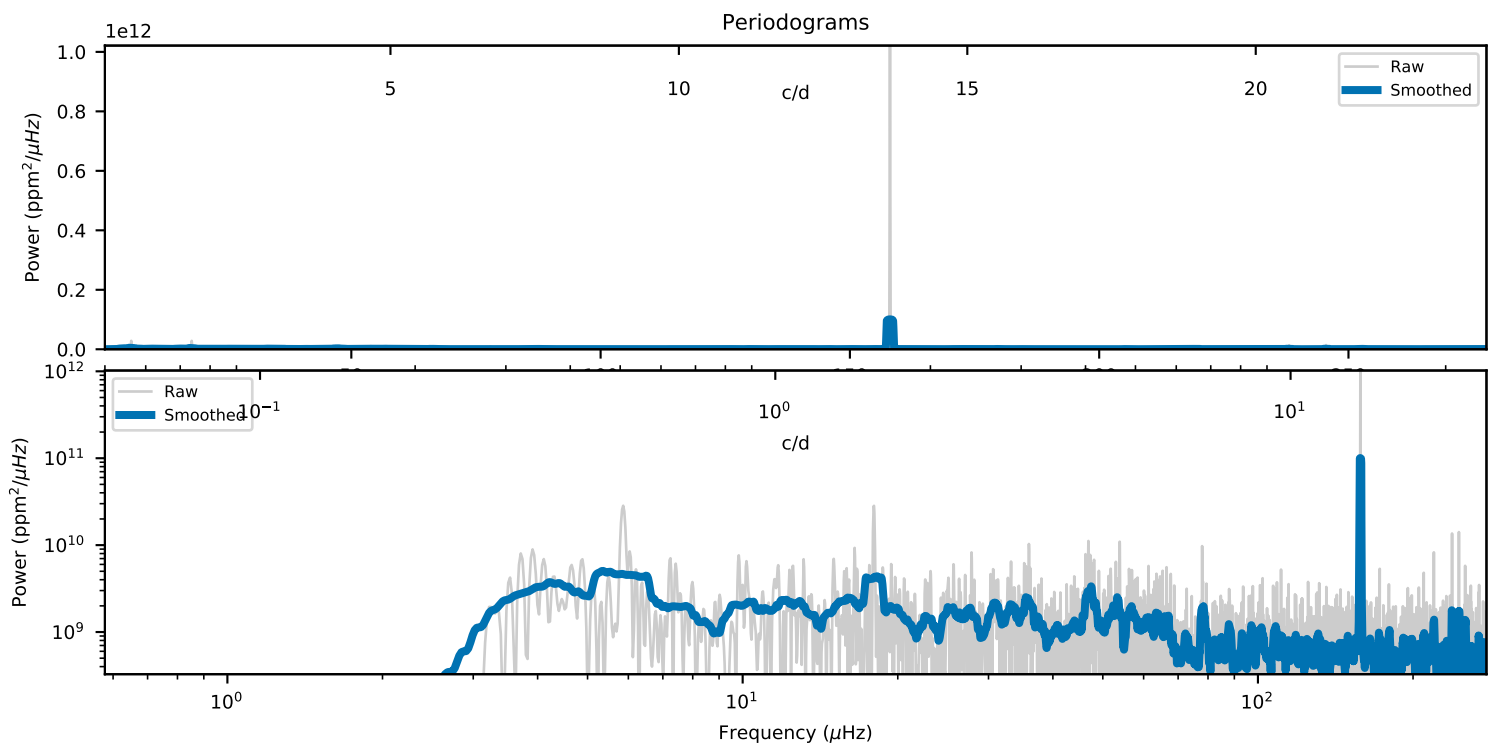 Periodograms
1e12
1.0
0.8
0.6
0.4
0.2
0.0
Power (ppm²/μHz)
5 10 15 20
c/d
Raw
Smoothed
10¹²
10¹¹
10¹⁰
10⁹
Power (ppm²/μHz)
Raw
Smoothed
10⁻¹ 10⁰ 10¹
c/d
10⁰ 10¹ 10²
Frequency (μHz)